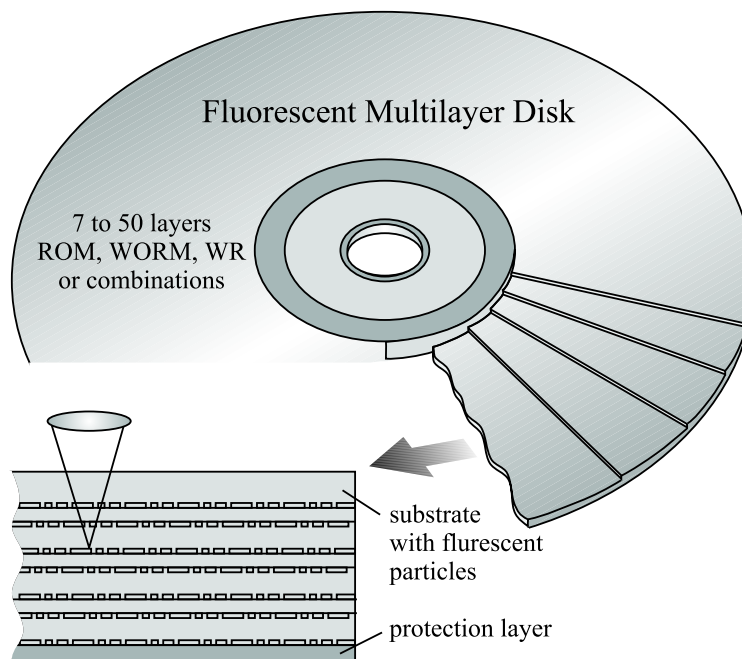 Fluorescent Multilayer Disk
7 to 50 layers
ROM, WORM, WR
or combinations
substrate
with flurescent
particles
protection layer